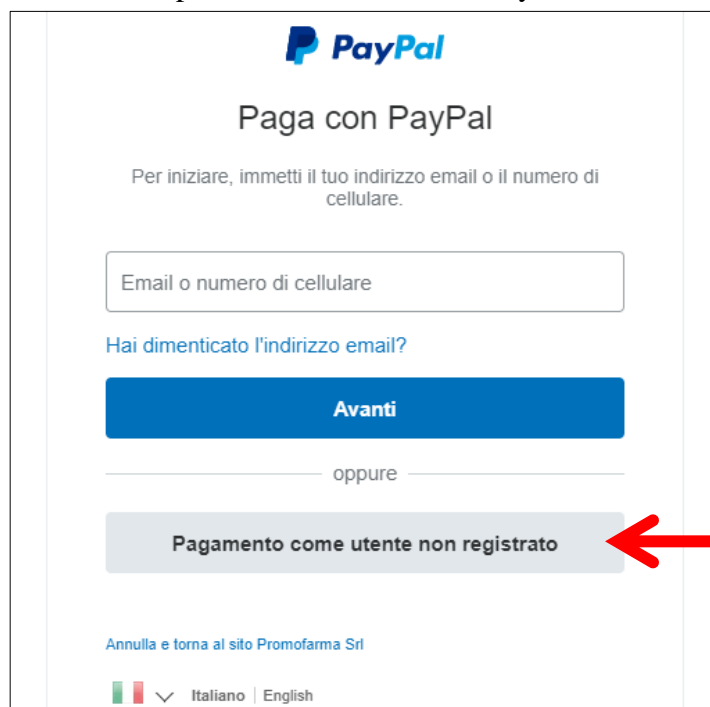 PayPal
Paga con PayPal
Per iniziare, immetti il tuo indirizzo email o il numero di
cellulare.
Email o numero di cellulare
Hai dimenticato l'indirizzo email?
Avanti
oppure
Pagamento come utente non registrato
Annulla e torna al sito Promofarma Srl
Italiano | English